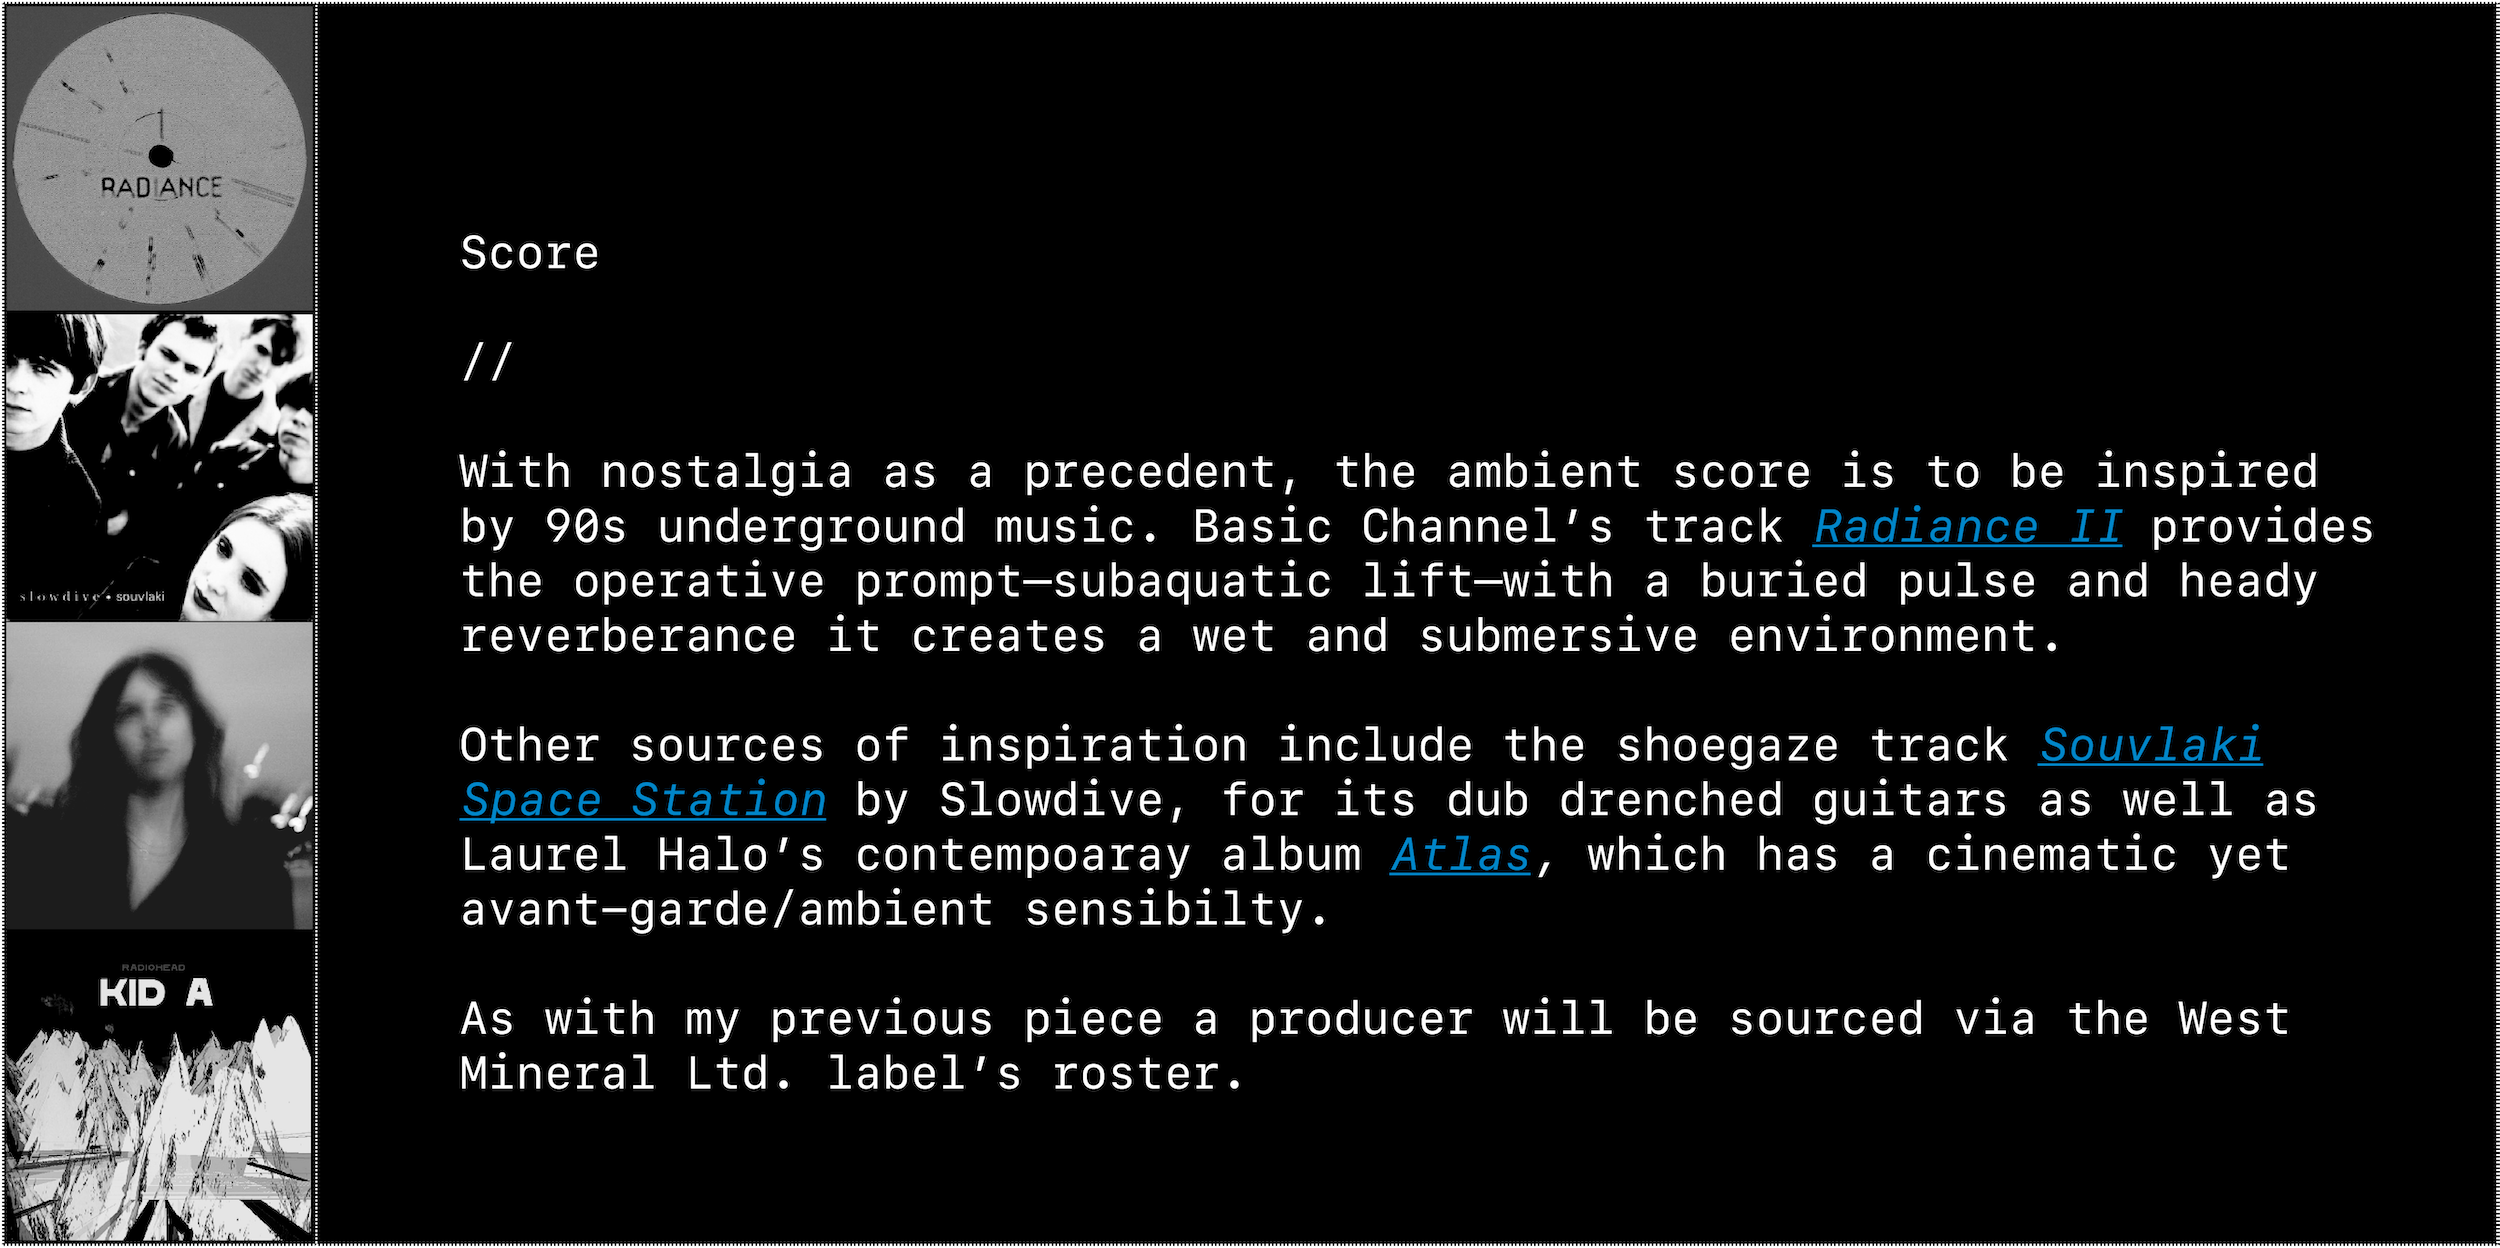 RADIANCE
slowdive • souvlaki
RADIOHEAD
KID A
Score
//
With nostalgia as a precedent, the ambient score is to be inspired
by 90s underground music. Basic Channel’s track Radiance II provides
the operative prompt—subaquatic lift—with a buried pulse and heady
reverberance it creates a wet and submersive environment.
Other sources of inspiration include the shoegaze track Souvlaki
Space Station by Slowdive, for its dub drenched guitars as well as
Laurel Halo’s contempoaray album Atlas, which has a cinematic yet
avant-garde/ambient sensibilty.
As with my previous piece a producer will be sourced via the West
Mineral Ltd. label’s roster.